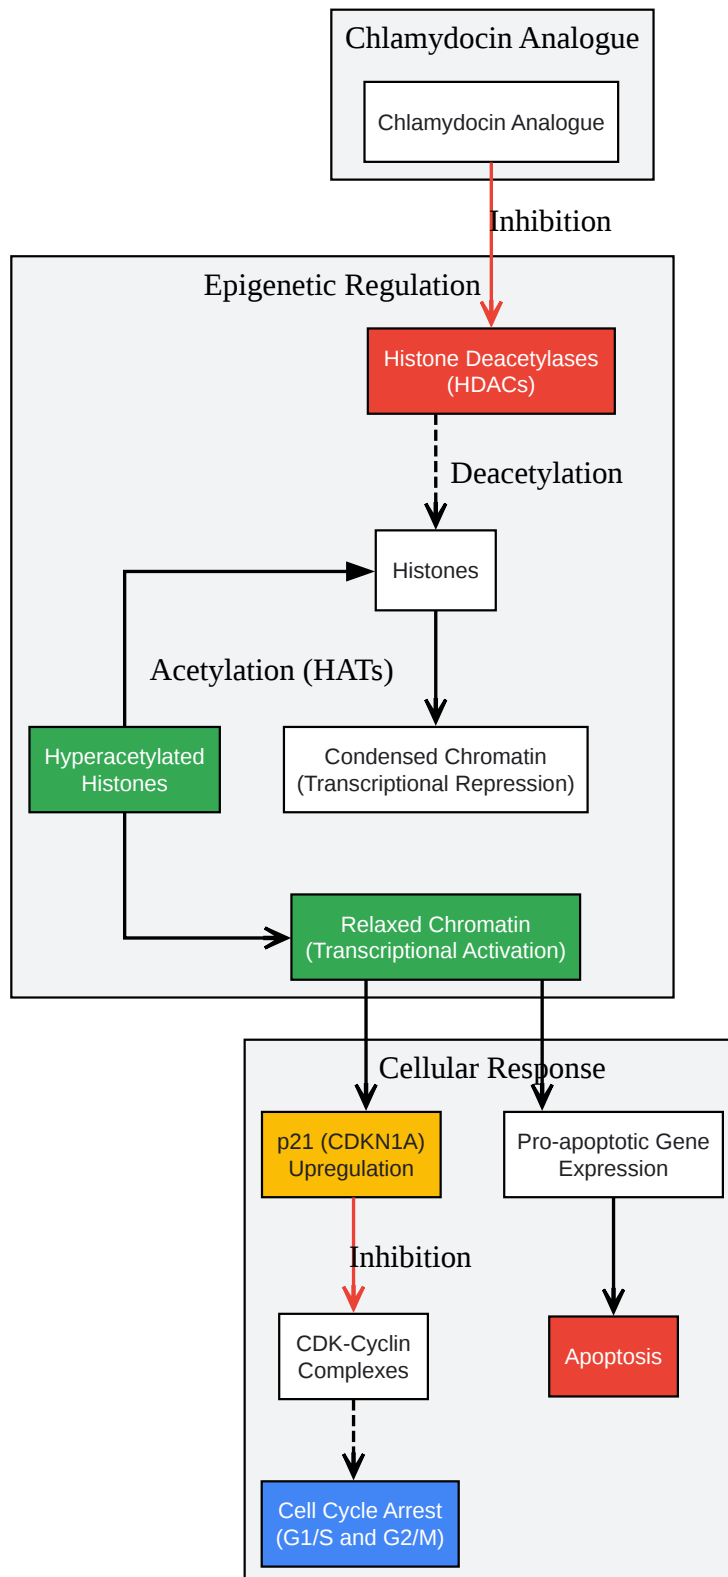 Chlamydocin Analogue
Chlamydocin Analogue
Inhibition
Epigenetic Regulation
Histone Deacetylases
(HDACs)
Deacetylation
Histones
Acetylation (HATs)
Hyperacetylated
Histones
Condensed Chromatin
(Transcriptional Repression)
Relaxed Chromatin
(Transcriptional Activation)
Cellular Response
p21 (CDKN1A)
Upregulation
Pro-apoptotic Gene
Expression
Inhibition
CDK-Cyclin
Complexes
Apoptosis
Cell Cycle Arrest
(G1/S and G2/M)